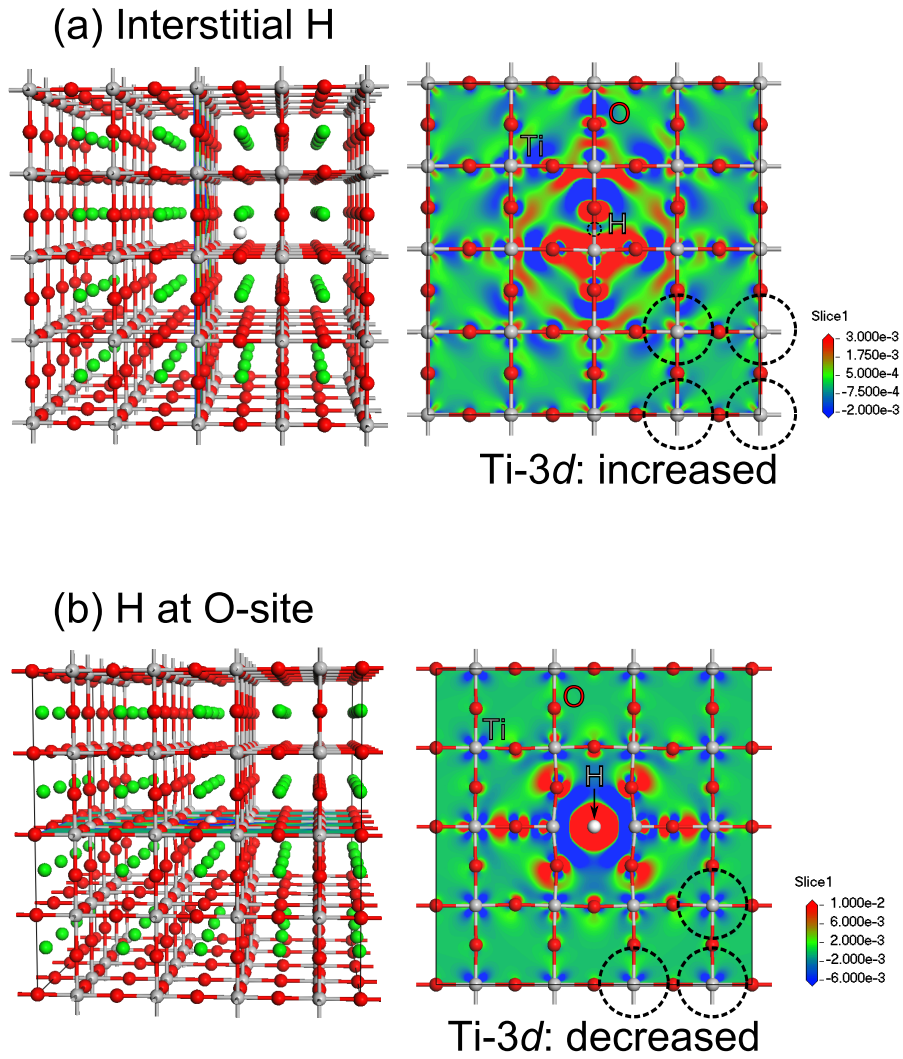 (a) Interstitial H
O
Ti
H
Slice1
3.000e-3
1.750e-3
5.000e-4
-7.500e-4
-2.000e-3
Ti-3d: increased
(b) H at O-site
O
Ti
H
Slice1
1.000e-2
6.000e-3
2.000e-3
-2.000e-3
-6.000e-3
Ti-3d: decreased